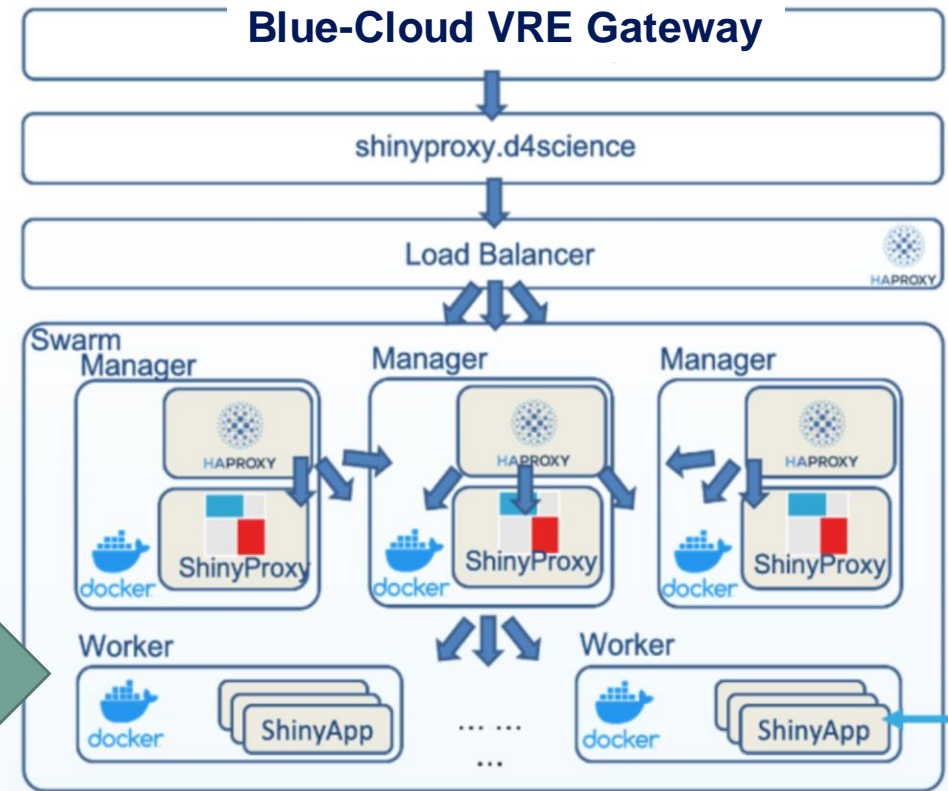 Blue-Cloud VRE Gateway
shinyproxy.d4science
Load Balancer
HAPROXY
Swarm
Manager
Manager
Manager
HAPROXY
HAPROXY
HAPROXY
ShinyProxy
ShinyProxy
ShinyProxy
docker
docker
docker
Worker
Worker
docker
ShinyApp
... ...
...
docker
ShinyApp